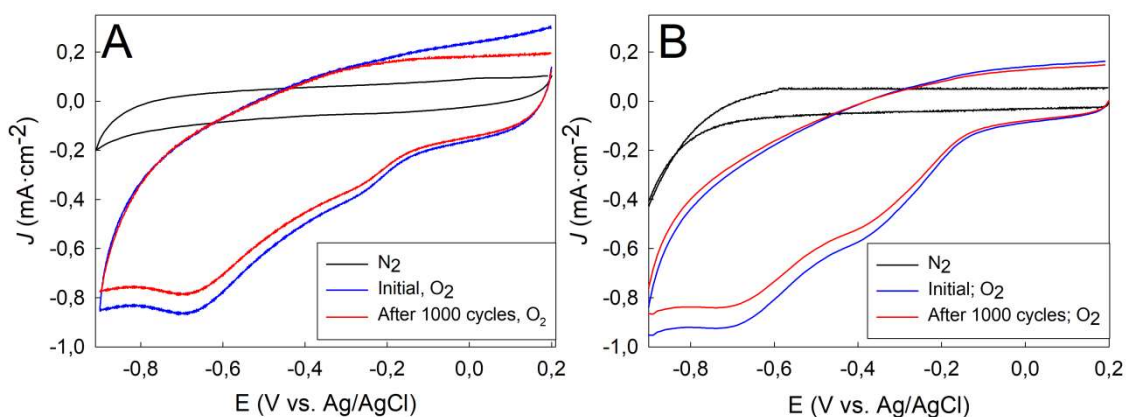 A
0,2
0,0
-0,2
-0,4
-0,6
-0,8
-1,0
J (mA·cm-2)
N2
Initial, O2
After 1000 cycles, O2
-0,8 -0,6 -0,4 -0,2 0,0 0,2
E (V vs. Ag/AgCl)
B
0,2
0,0
-0,2
-0,4
-0,6
-0,8
-1,0
J (mA·cm-2)
N2
Initial; O2
After 1000 cycles; O2
-0,8 -0,6 -0,4 -0,2 0,0 0,2
E (V vs. Ag/AgCl)